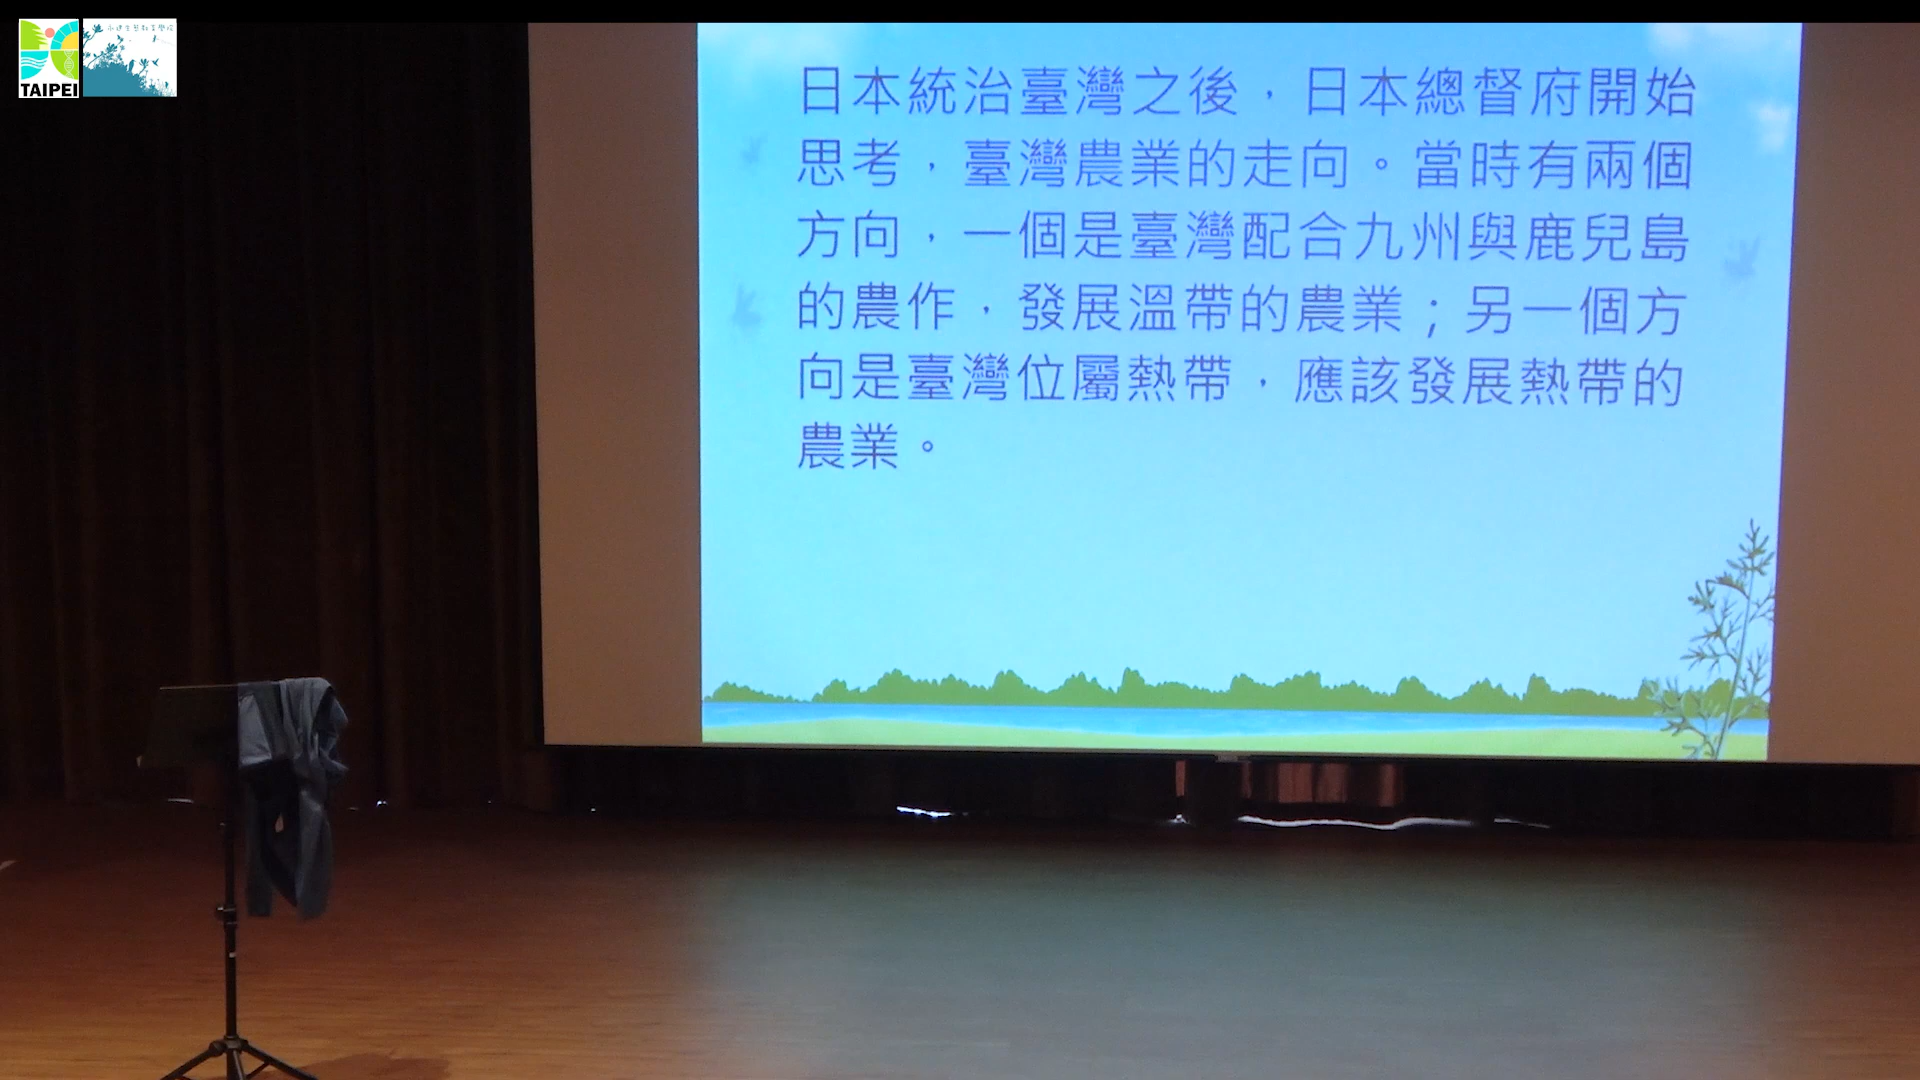 TAIPEI
日本統治臺灣之後，日本總督府開始
思考，臺灣農業的走向。當時有兩個
方向，一個是臺灣配合九州與鹿兒島
的農作，發展溫帶的農業；另一個方
向是臺灣位屬熱帶，應該發展熱帶的
農業。